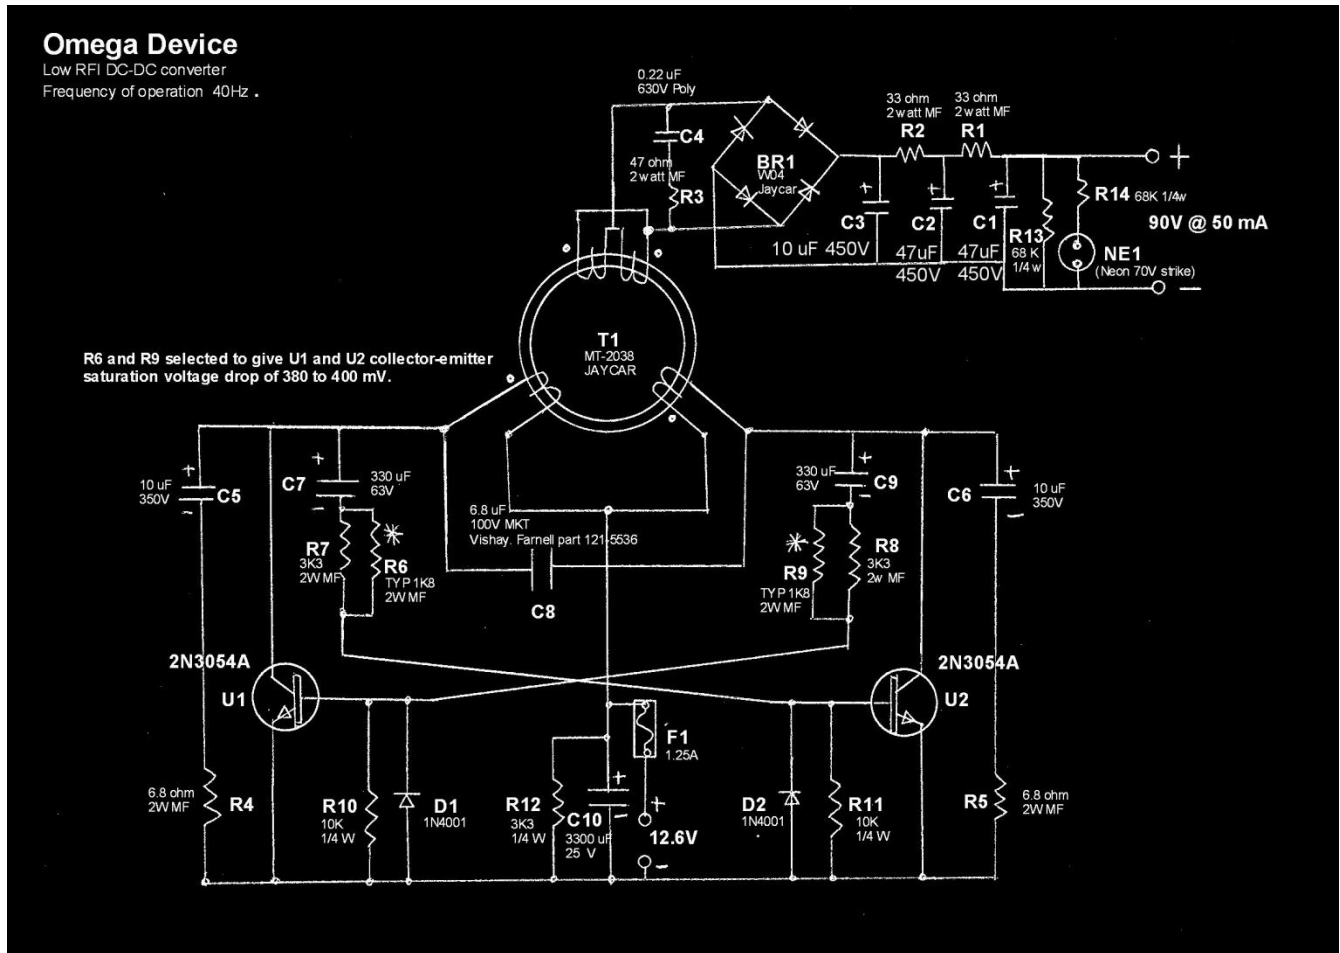 Omega Device
Low RFI DC-DC converter
Frequency of operation 40Hz .
0.22 uF
630V Poly
C4
47 ohm
2 watt MF
R3
BR1
W04
Jaycar
33 ohm
2 watt MF
R2
33 ohm
2 watt MF
R1
+
C3
10 uF 450V
+
C2
47uF
450V
+
C1
47uF
450V
+
R13
68 K
1/4 w
R14 68K 1/4w
90V @ 50 mA
NE1
(Neon 70V strike)
−
T1
MT-2038
JAYCAR
R6 and R9 selected to give U1 and U2 collector-emitter
saturation voltage drop of 380 to 400 mV.
+
10 uF
350V
C5
−
+
C7
330 uF
63V
−
R7
3K3
2W MF
*
R6
TYP 1K8
2W MF
6.8 uF
100V MKT
Vishay. Farnell part 121-5536
C8
+
330 uF
63V
C9
−
*
R9
TYP 1K8
2W MF
R8
3K3
2w MF
+
C6
10 uF
350V
−
2N3054A
U1
2N3054A
U2
6.8 ohm
2W MF
R4
R10
10K
1/4 W
D1
1N4001
R12
3K3
1/4 W
+
C10
−
3300 uF
25 V
F1
1.25A
+
12.6V
−
D2
1N4001
R11
10K
1/4 W
R5
6.8 ohm
2W MF